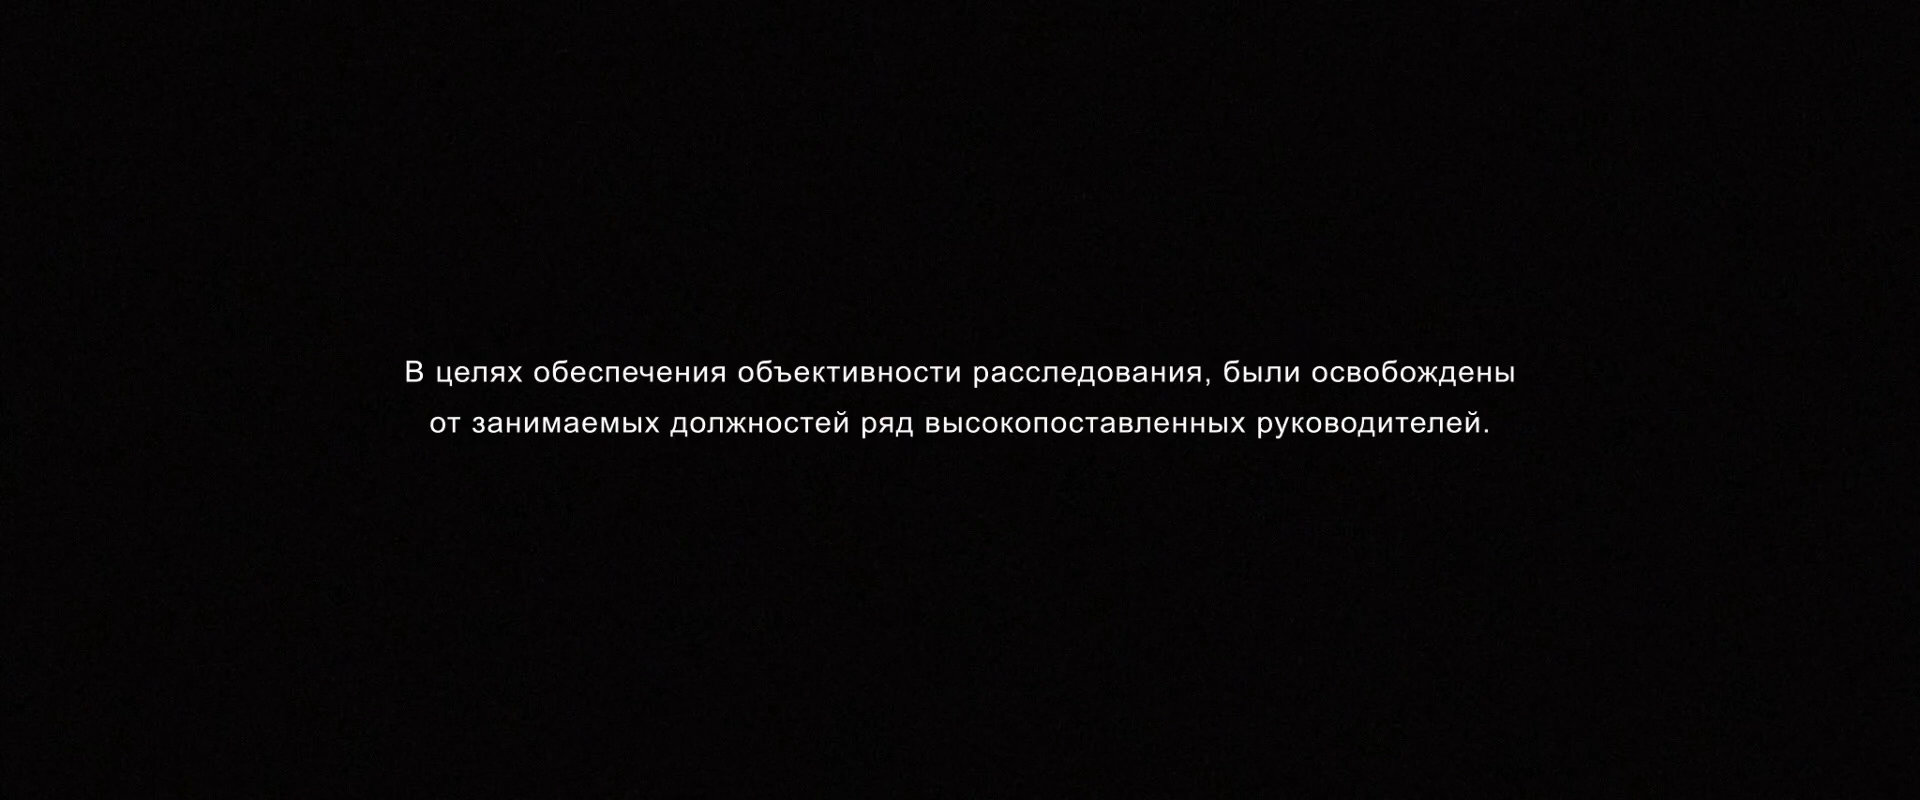 В целях обеспечения объективности расследования, были освобождены
от занимаемых должностей ряд высокопоставленных руководителей.